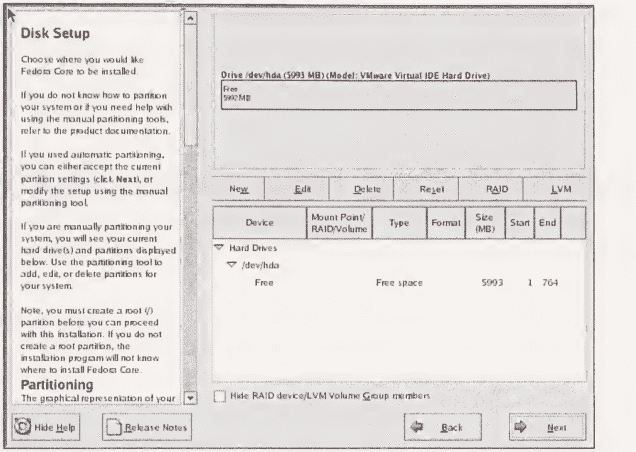 Disk Setup
Choose where you would like
Fedora Core to be installed.
If you do not know how to partition
your system or if you need help with
using the manual partitioning tools,
refer to the product documentation.
If you used automatic partitioning,
you can either accept the current
partition settings (click Next), or
modify the setup using the manual
partitioning tool.
If you are manually partitioning your
system, you will see your current
hard drive(s) and partitions displayed
below. Use the partitioning tool to
add, edit, or delete partitions for
your system.
Note, you must create a root (/)
partition before you can proceed
with this installation. If you do not
create a root partition, the
installation program will not know
where to install Fedora Core.
Partitioning
The graphical representation of your
Drive /dev/hda (5993 MB) (Model: VMware Virtual IDE Hard Drive)
Free
5992 MB
New Edit Delete Reset RAID LVM
Device Mount Point/ RAID/Volume Type Format Size (MB) Start End
Hard Drives
/dev/hda
Free Free space 5993 1 764
Hide RAID device/LVM Volume Group members
Hide Help Release Notes Back Next